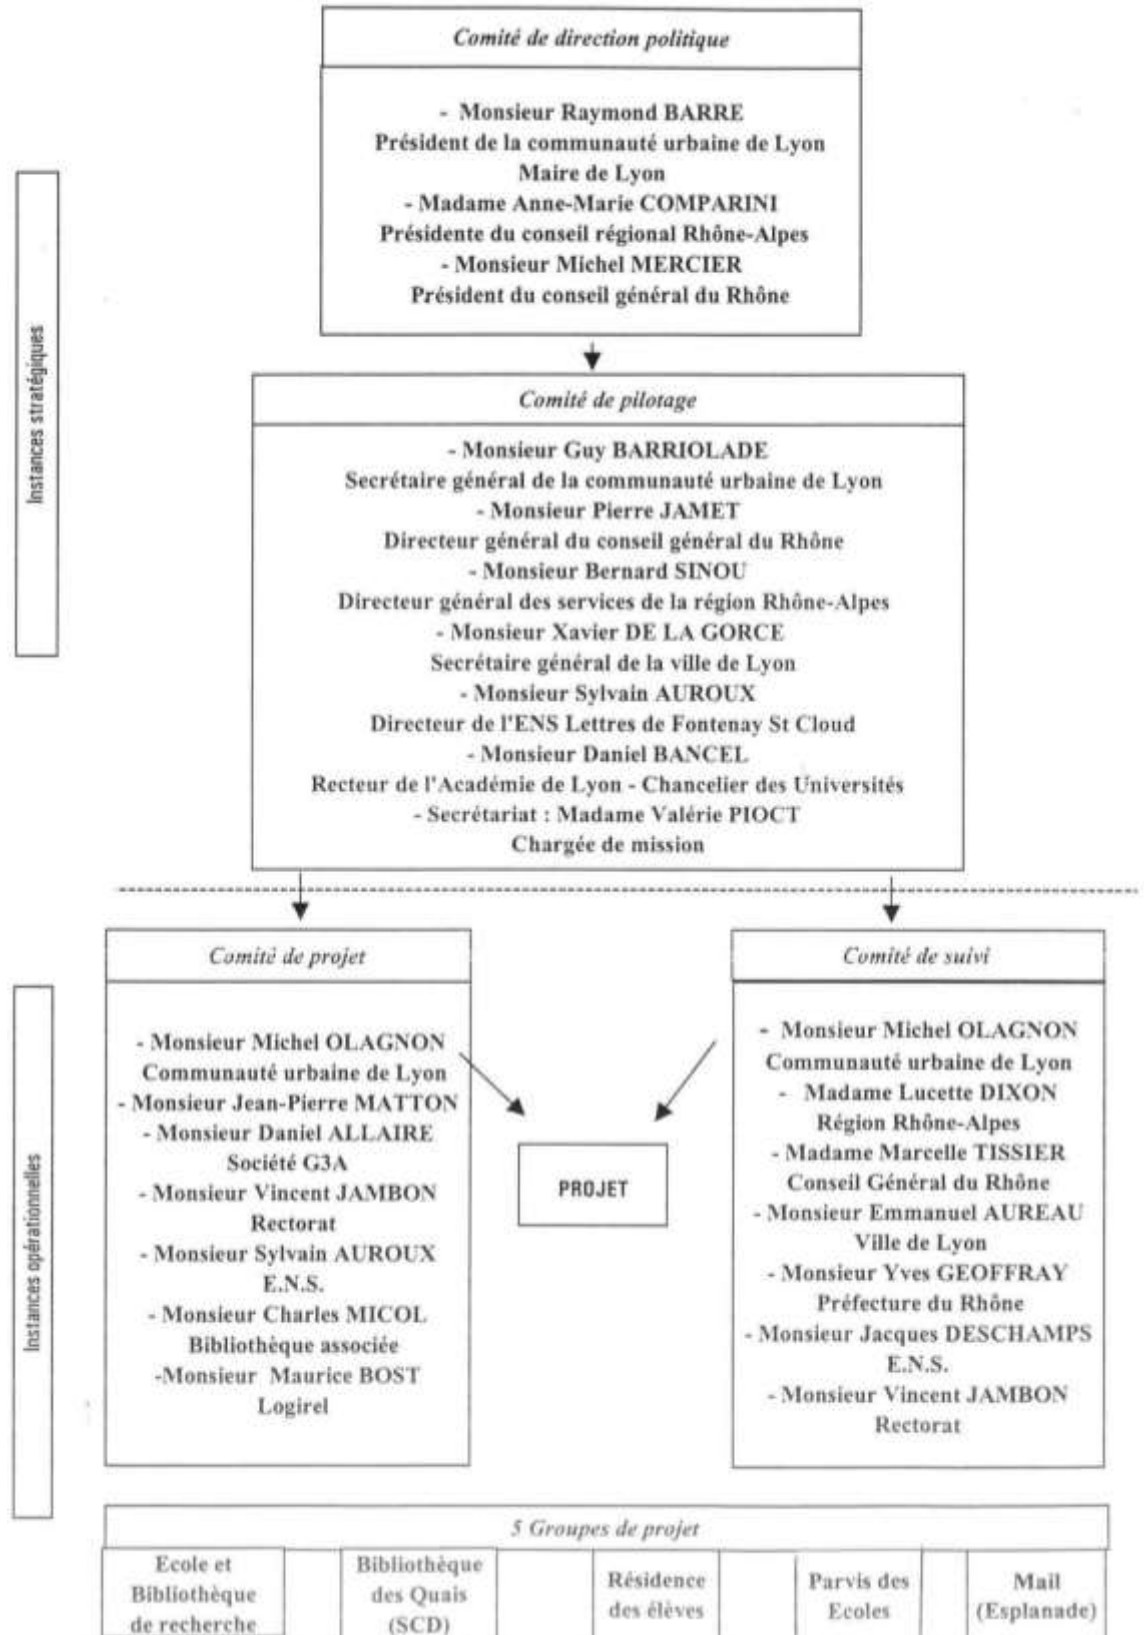 Comité de direction politique
- Monsieur Raymond BARRE
Président de la communauté urbaine de Lyon
Maire de Lyon
- Madame Anne-Marie COMPARINI
Présidente du conseil régional Rhône-Alpes
- Monsieur Michel MERCIER
Président du conseil général du Rhône
Instances stratégiques
Comité de pilotage
- Monsieur Guy BARRIOLADE
Secrétaire général de la communauté urbaine de Lyon
- Monsieur Pierre JAMET
Directeur général du conseil général du Rhône
- Monsieur Bernard SINOU
Directeur général des services de la région Rhône-Alpes
- Monsieur Xavier DE LA GORCE
Secrétaire général de la ville de Lyon
- Monsieur Sylvain AUROUX
Directeur de l'ENS Lettres de Fontenay St Cloud
- Monsieur Daniel BANCEL
Recteur de l'Académie de Lyon - Chancelier des Universités
- Secrétariat : Madame Valérie PIOCT
Chargée de mission
Instances opérationnelles
Comité de projet
- Monsieur Michel OLAGNON
Communauté urbaine de Lyon
- Monsieur Jean-Pierre MATTON
- Monsieur Daniel ALLAIRE
Société G3A
- Monsieur Vincent JAMBON
Rectorat
- Monsieur Sylvain AUROUX
E.N.S.
- Monsieur Charles MICOL
Bibliothèque associée
-Monsieur Maurice BOST
Logirel
PROJET
Comité de suivi
- Monsieur Michel OLAGNON
Communauté urbaine de Lyon
- Madame Lucette DIXON
Région Rhône-Alpes
- Madame Marcelle TISSIER
Conseil Général du Rhône
- Monsieur Emmanuel AUREAU
Ville de Lyon
- Monsieur Yves GEOFFRAY
Préfecture du Rhône
- Monsieur Jacques DESCHAMPS
E.N.S.
- Monsieur Vincent JAMBON
Rectorat
5 Groupes de projet
Ecole et
Bibliothèque
de recherche
Bibliothèque
des Quais
(SCD)
Résidence
des élèves
Parvis des
Ecoles
Mail
(Esplanade)